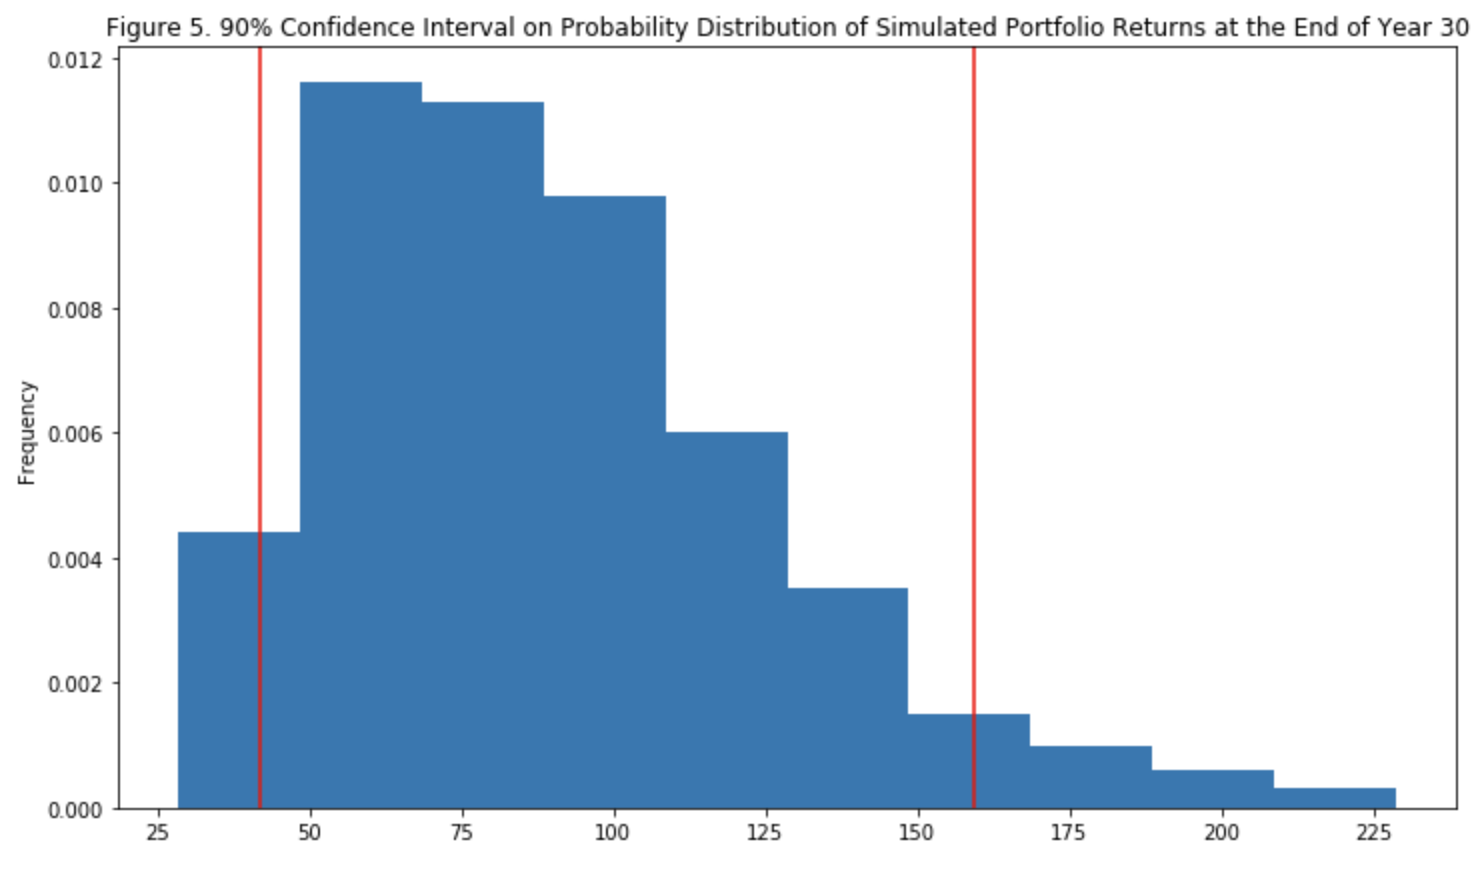 Figure 5. 90% Confidence Interval on Probability Distribution of Simulated Portfolio Returns at the End of Year 30
0.012
0.010
0.008
0.006
0.004
0.002
0.000
Frequency
25 50 75 100 125 150 175 200 225